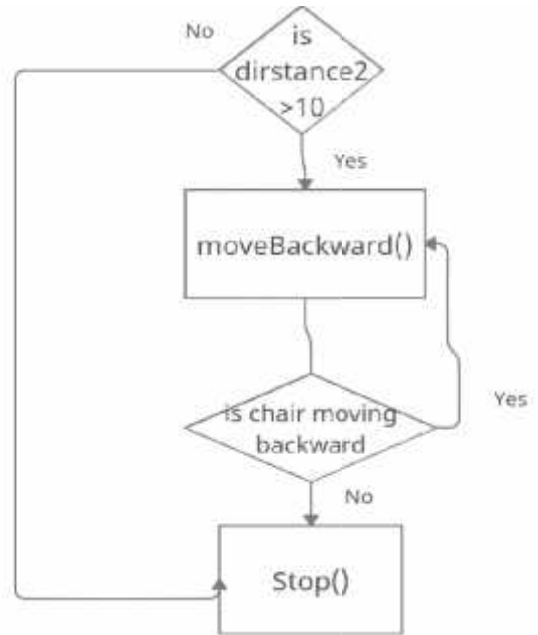 No
is
dirstance2
>10
Yes
moveBackward()
is chair moving
backward
Yes
No
Stop()